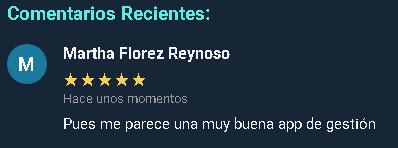 Comentarios Recientes:
M
Martha Florez Reynoso
Hace unos momentos
Pues me parece una muy buena app de gestión